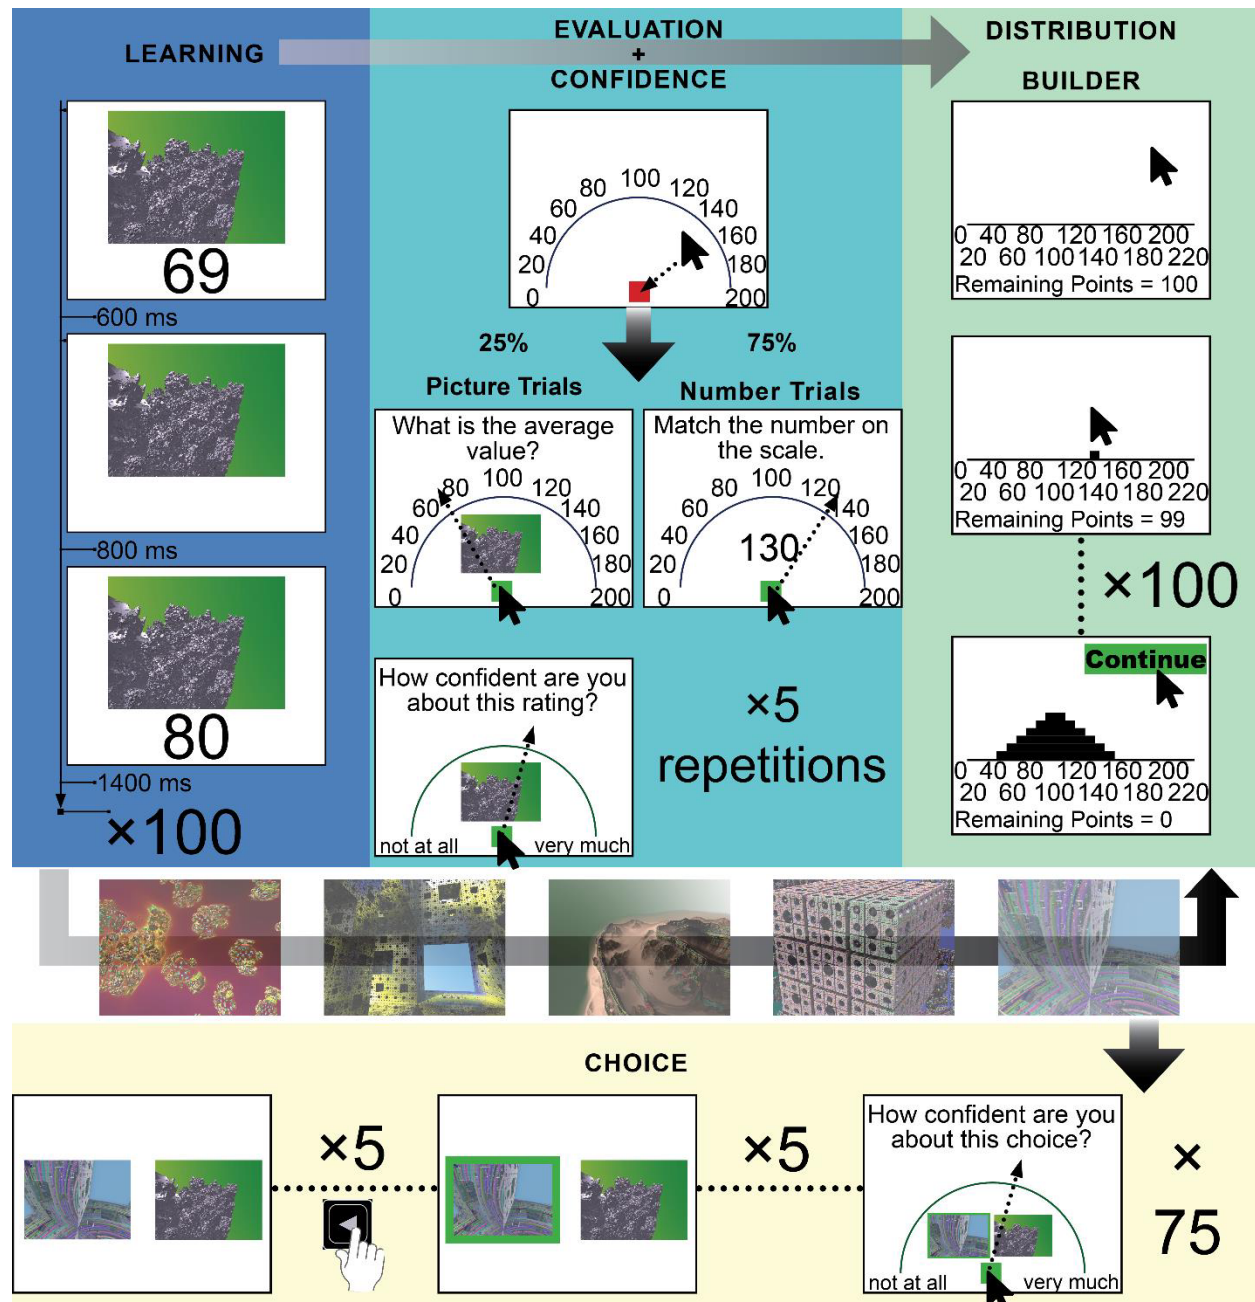 LEARNING
69
600 ms
800 ms
80
1400 ms
×100
EVALUATION
+
CONFIDENCE
0 20 40 60 80 100 120 140 160 180 200
25%
75%
Picture Trials
What is the average
value?
0 20 40 60 80 100 120 140 160 180 200
Number Trials
Match the number on
the scale.
0 20 40 60 80 100 120 140 160 180 200
130
How confident are you
about this rating?
not at all very much
×5
repetitions
DISTRIBUTION
BUILDER
0 40 80 120 160 200
20 60 100 140 180 220
Remaining Points = 100
0 40 80 120 160 200
20 60 100 140 180 220
Remaining Points = 99
×100
Continue
0 40 80 120 160 200
20 60 100 140 180 220
Remaining Points = 0
CHOICE
×5
×5
How confident are you
about this choice?
not at all very much
×
75